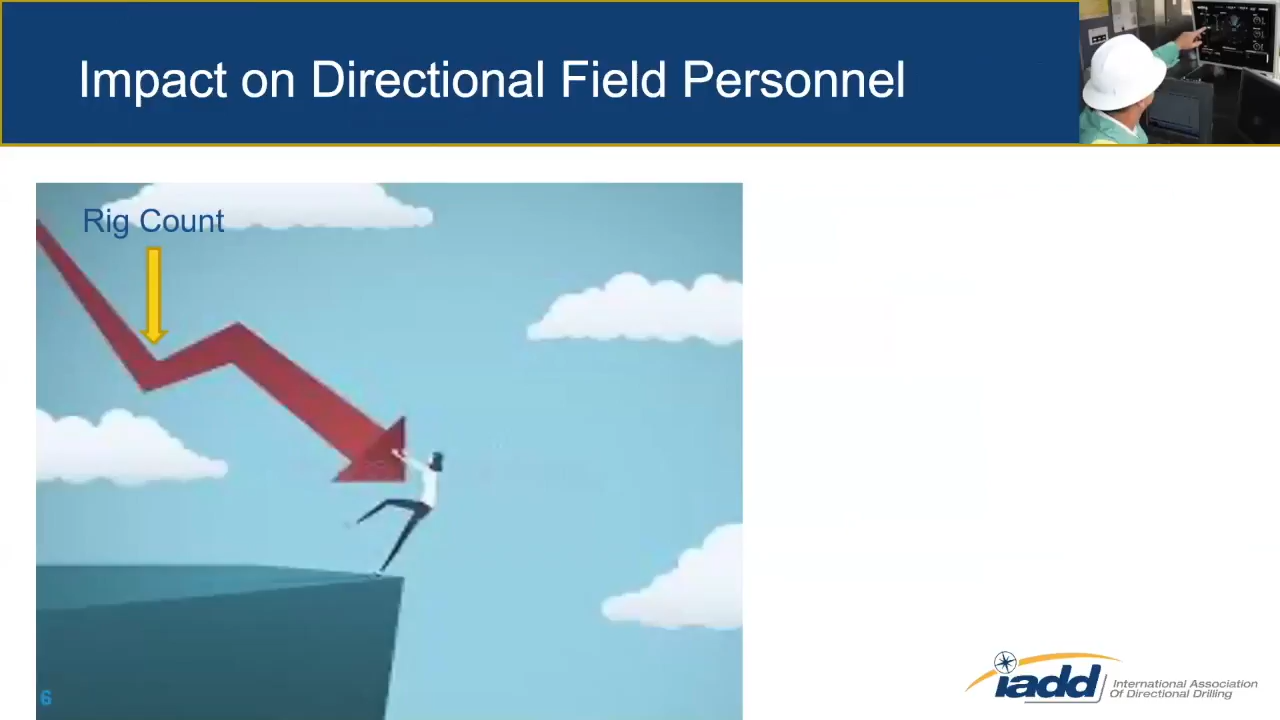 Impact on Directional Field Personnel
Rig Count
6
iadd
International Association
Of Directional Drilling